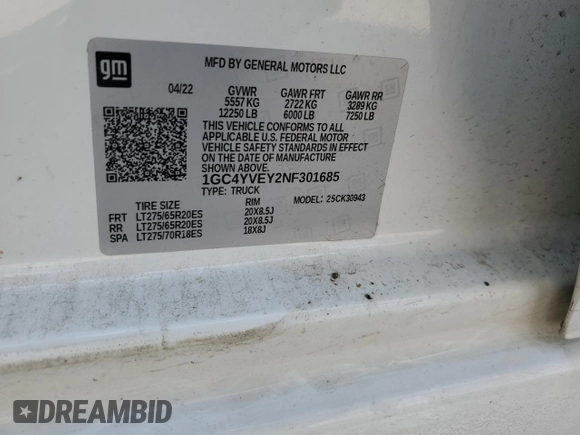 gm
MFD BY GENERAL MOTORS LLC
04/22 GVWR GAWR FRT GAWR RR
5557 KG 2722 KG 3289 KG
12250 LB 6000 LB 7250 LB
THIS VEHICLE CONFORMS TO ALL
APPLICABLE U.S. FEDERAL MOTOR
VEHICLE SAFETY STANDARDS IN EFFECT
ON THE DATE OF MANUFACTURE
SHOWN ABOVE.
1GC4YVEY2NF301685
TYPE: TRUCK MODEL: 25CK30943
TIRE SIZE RIM
FRT LT275/65R20ES 20X8.5J
RR LT275/65R20ES 20X8.5J
SPA LT275/70R18ES 18X8J
DREAMBID